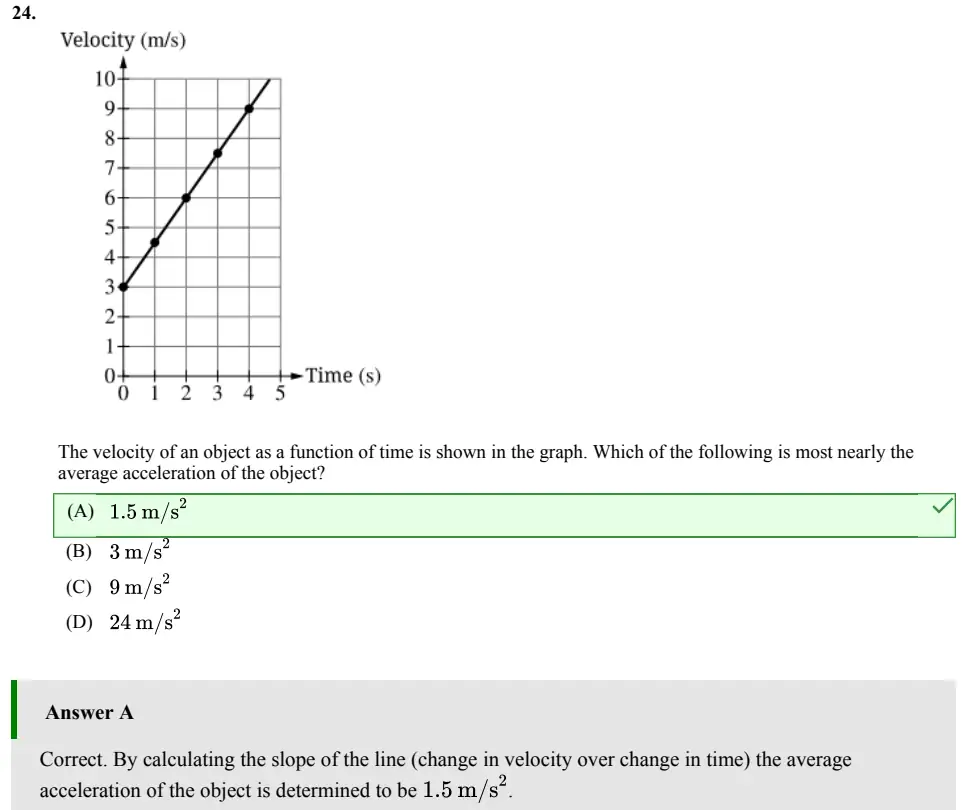 24.
Velocity (m/s)
10
9
8
7
6
5
4
3
2
1
0
0 1 2 3 4 5
Time (s)
The velocity of an object as a function of time is shown in the graph. Which of the following is most nearly the
average acceleration of the object?
(A) 1.5 m/s²
(B) 3 m/s²
(C) 9 m/s²
(D) 24 m/s²
Answer A
Correct. By calculating the slope of the line (change in velocity over change in time) the average
acceleration of the object is determined to be 1.5 m/s².